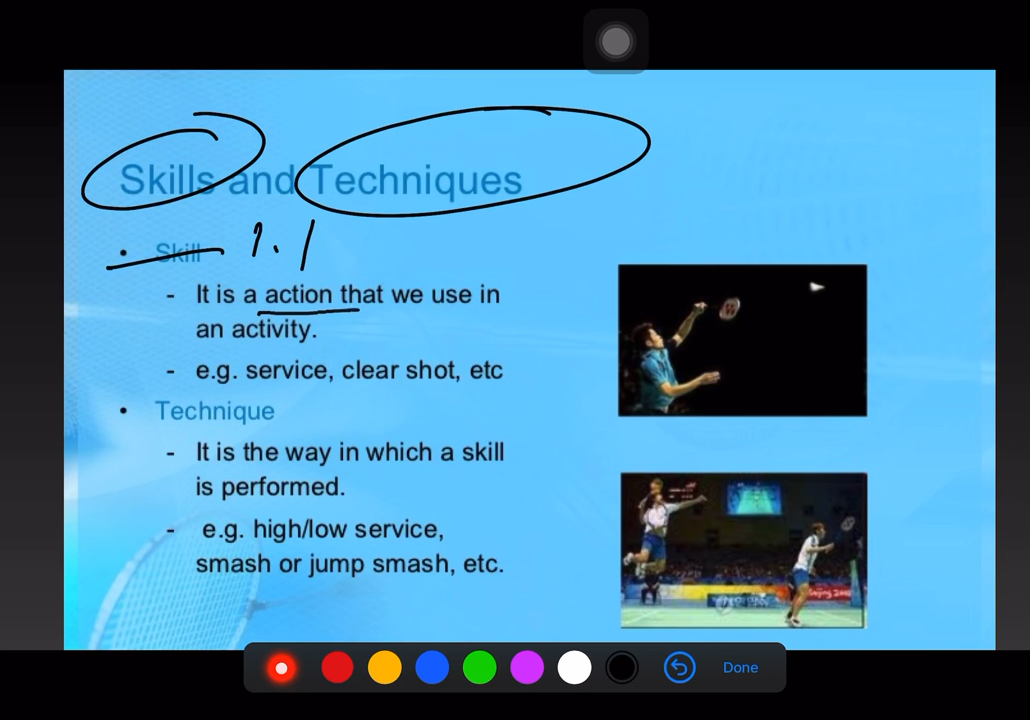 Skills and Techniques
• Skill 1.1
- It is a action that we use in
an activity.
- e.g. service, clear shot, etc
• Technique
- It is the way in which a skill
is performed.
- e.g. high/low service,
smash or jump smash, etc.
Done